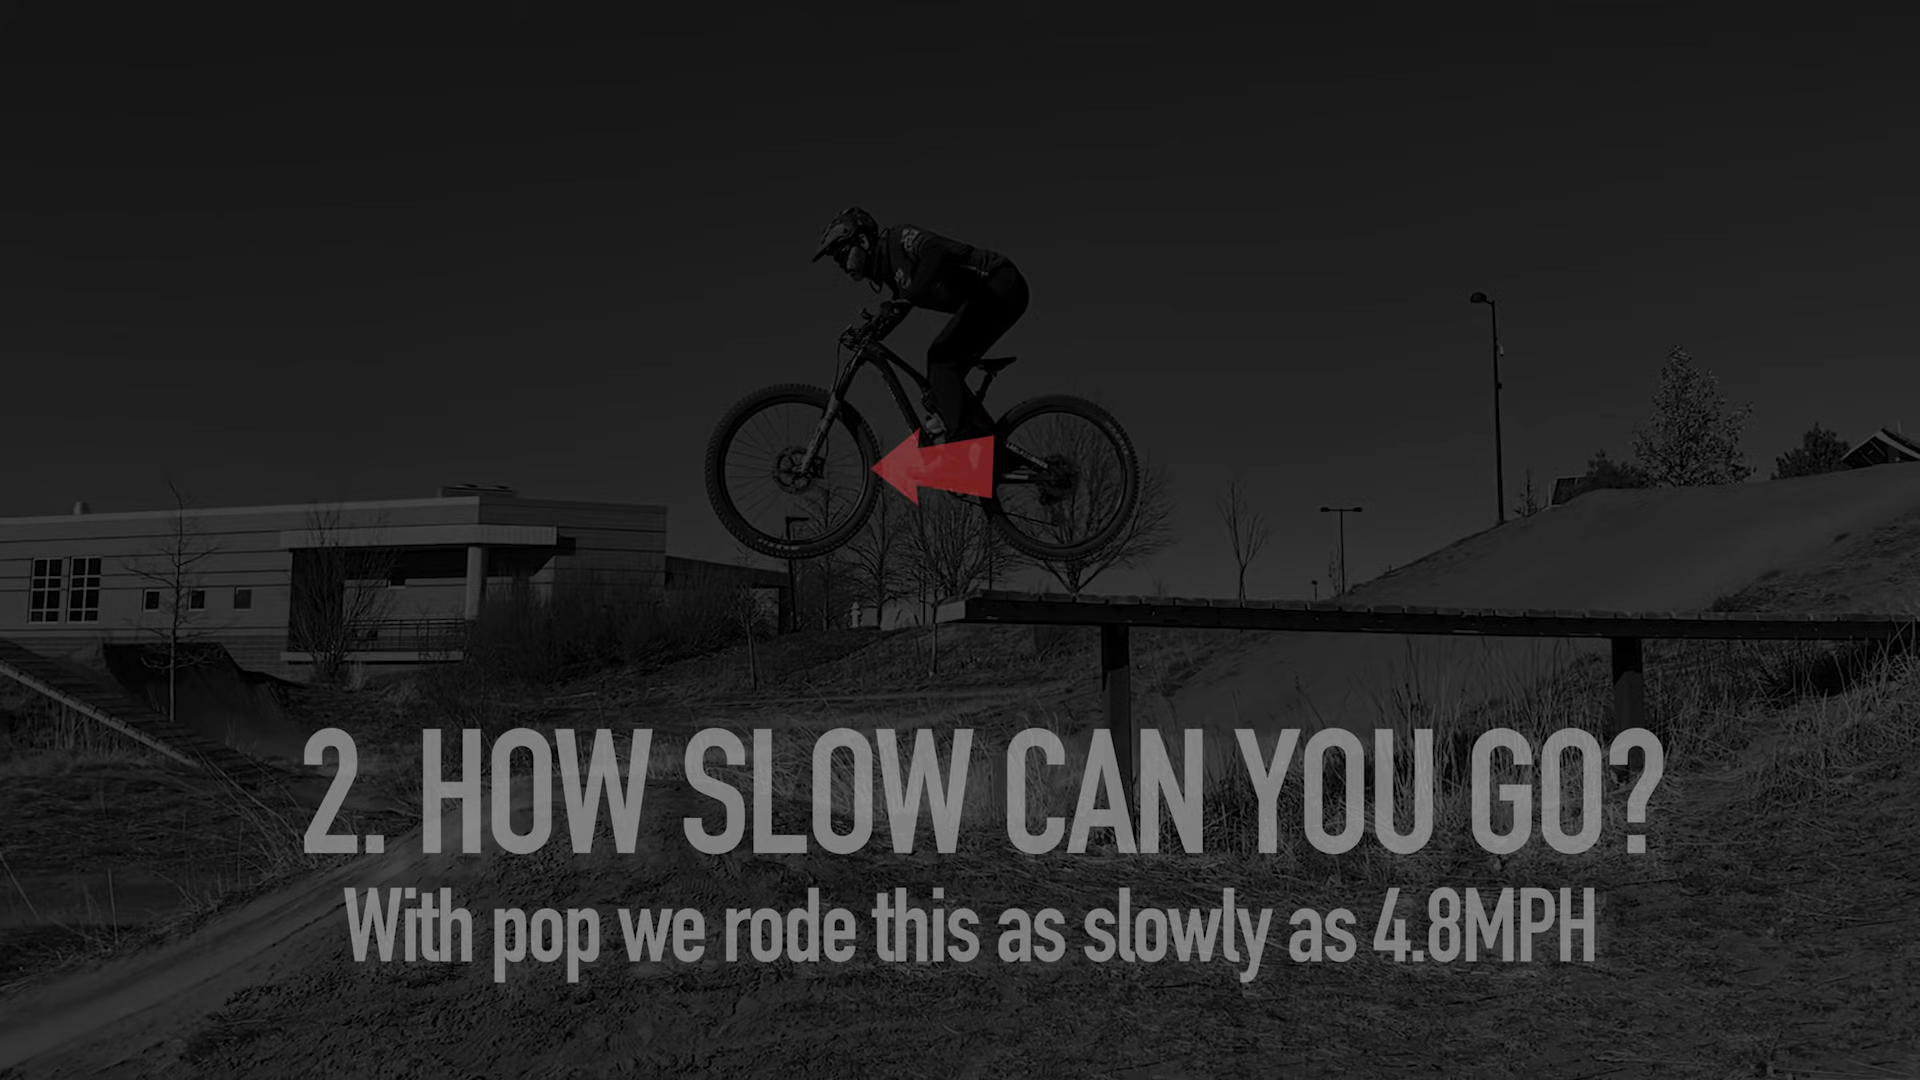 2. HOW SLOW CAN YOU GO?
With pop we rode this as slowly as 4.8MPH